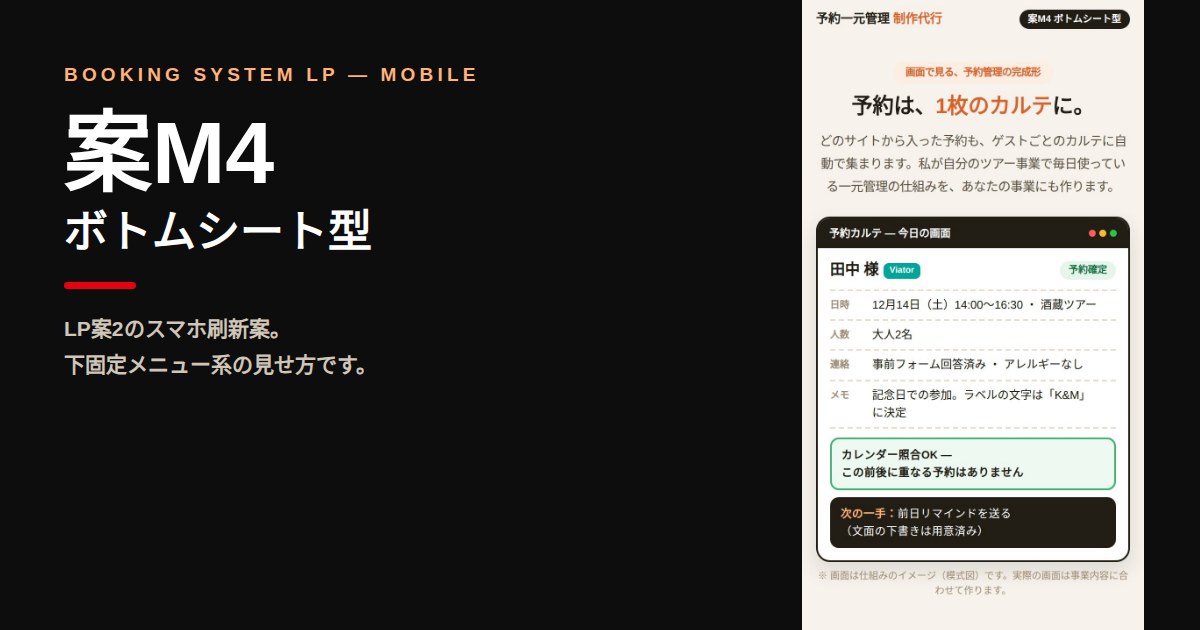 BOOKING SYSTEM LP — MOBILE
案M4
ボトムシート型
LP案2のスマホ刷新案。
下固定メニュー系の見せ方です。
予約一元管理 制作代行
案M4 ボトムシート型
画面で見る、予約管理の完成形
予約は、1枚のカルテに。
どのサイトから入った予約も、ゲストごとのカルテに自
動で集まります。私が自分のツアー事業で毎日使ってい
る一元管理の仕組みを、あなたの事業にも作ります。
予約カルテ — 今日の画面
田中 様 Viator 予約確定
日時 12月14日（土）14:00〜16:30 ・ 酒蔵ツアー
人数 大人2名
連絡 事前フォーム回答済み ・ アレルギーなし
メモ 記念日での参加。ラベルの文字は「K&M」
に決定
カレンダー照合OK —
この前後に重なる予約はありません
次の一手：前日リマインドを送る
（文面の下書きは用意済み）
※ 画面は仕組みのイメージ（模式図）です。実際の画面は事業内容に合
わせて作ります。